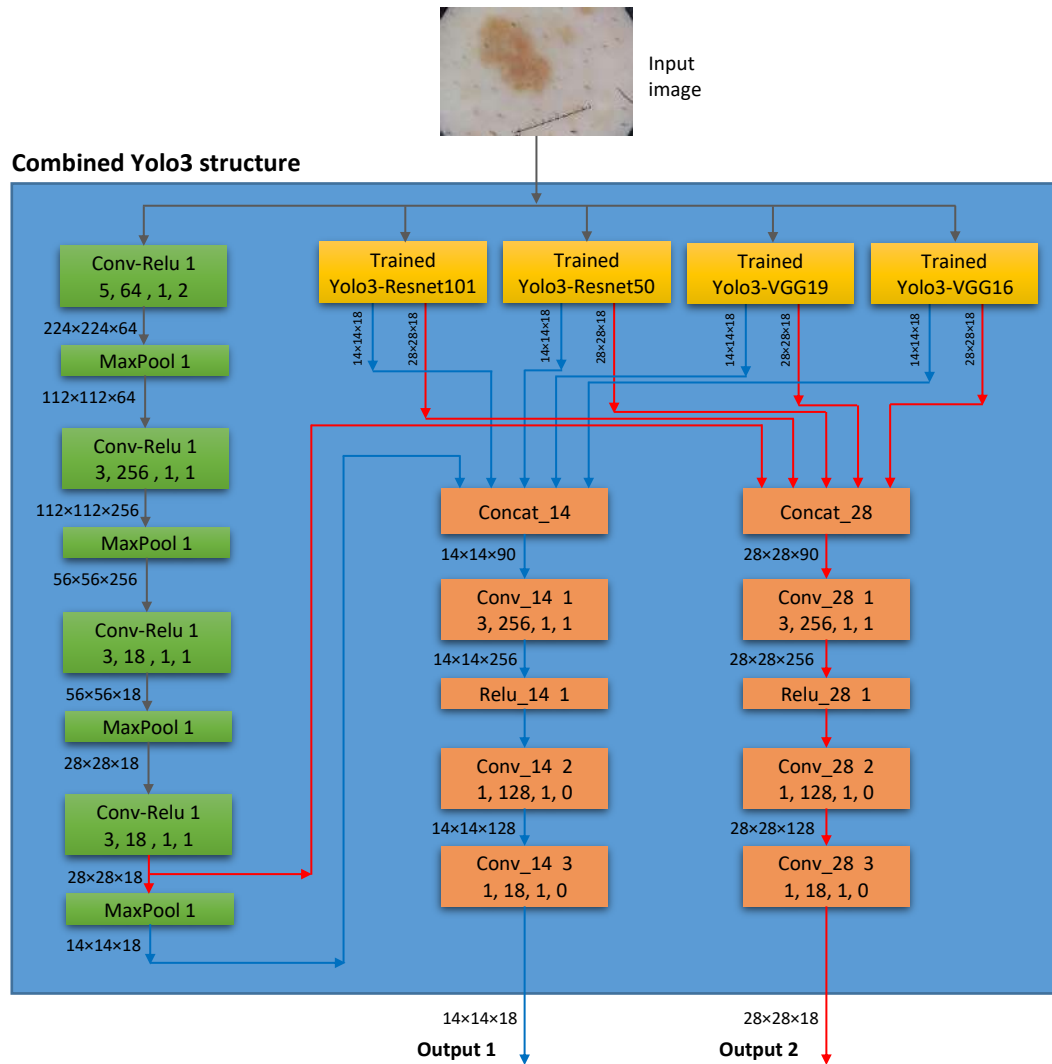 Input
image
Combined Yolo3 structure
Conv-Relu 1
5, 64 , 1, 2
224×224×64
MaxPool 1
112×112×64
Conv-Relu 1
3, 256 , 1, 1
112×112×256
MaxPool 1
56×56×256
Conv-Relu 1
3, 18 , 1, 1
56×56×18
MaxPool 1
28×28×18
Conv-Relu 1
3, 18 , 1, 1
28×28×18
MaxPool 1
14×14×18
Trained
Yolo3-Resnet101
14×14×18
28×28×18
Trained
Yolo3-Resnet50
14×14×18
28×28×18
Trained
Yolo3-VGG19
14×14×18
28×28×18
Trained
Yolo3-VGG16
14×14×18
28×28×18
Concat_14
14×14×90
Conv_14 1
3, 256, 1, 1
14×14×256
Relu_14 1
Conv_14 2
1, 128, 1, 0
14×14×128
Conv_14 3
1, 18, 1, 0
14×14×18
Output 1
Concat_28
28×28×90
Conv_28 1
3, 256, 1, 1
28×28×256
Relu_28 1
Conv_28 2
1, 128, 1, 0
28×28×128
Conv_28 3
1, 18, 1, 0
28×28×18
Output 2